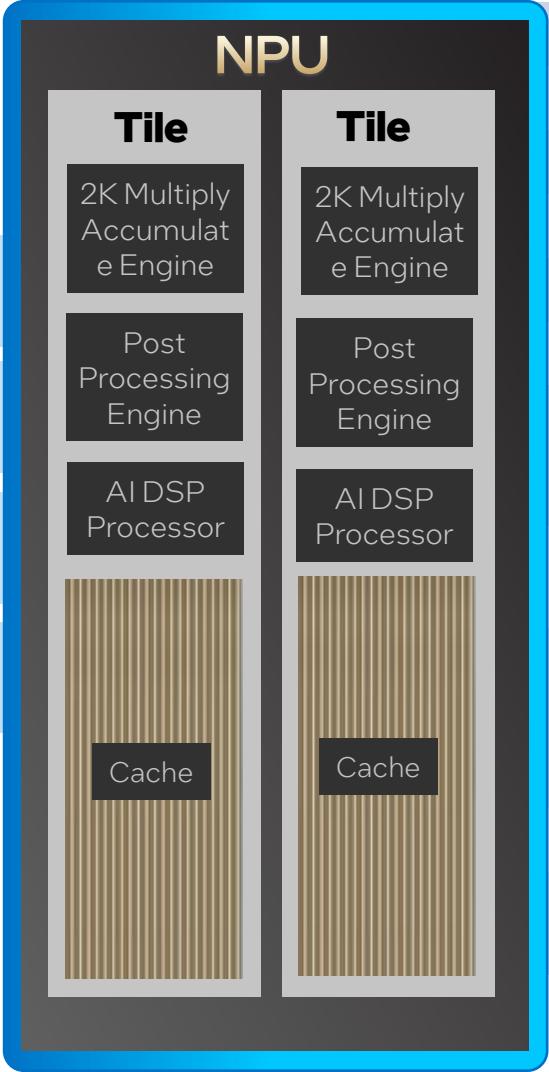 NPU
Tile
2K Multiply
Accumulat
e Engine
Post
Processing
Engine
AI DSP
Processor
Cache
Tile
2K Multiply
Accumulat
e Engine
Post
Processing
Engine
AI DSP
Processor
Cache